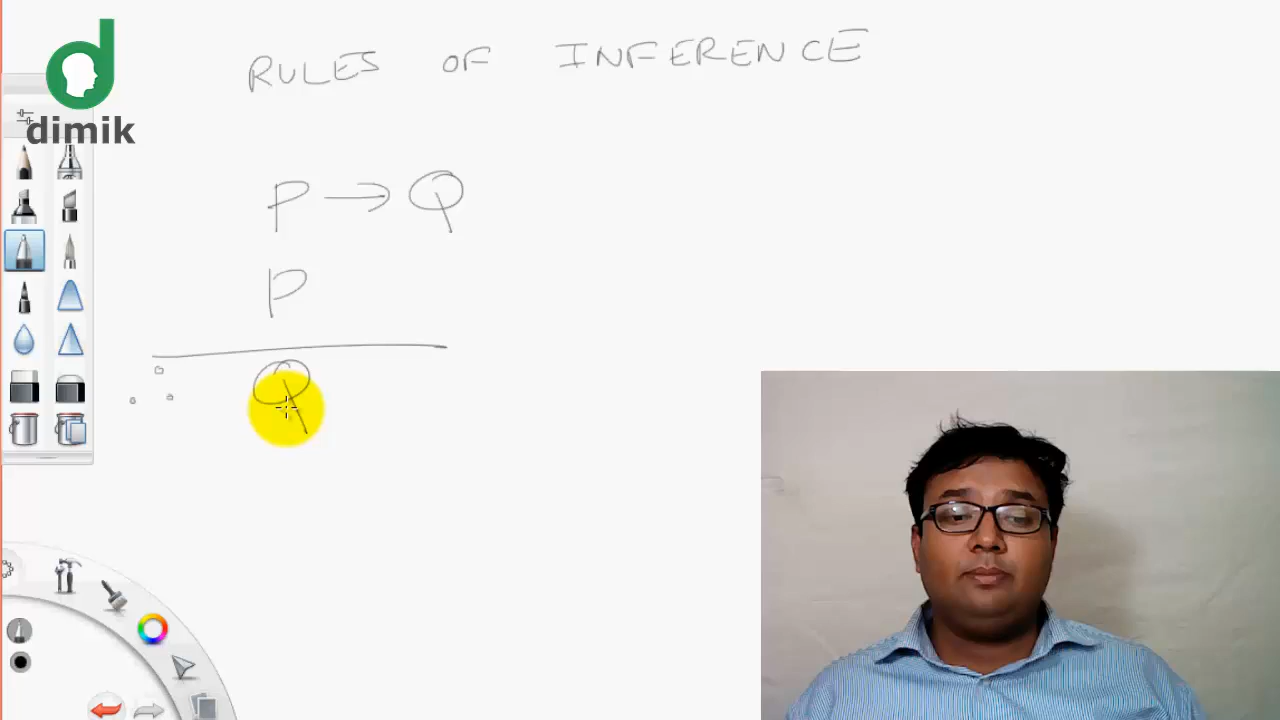 dimik
RULES OF INFERENCE
P → Q
P
∴ Q